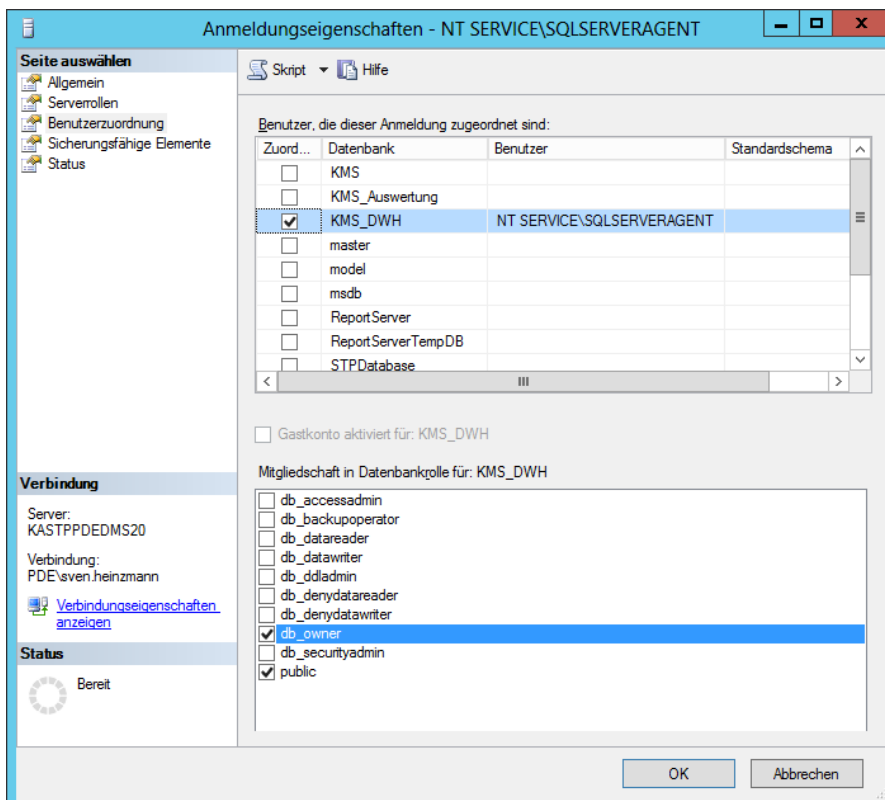 Anmeldungseigenschaften - NT SERVICE\SQLSERVERAGENT
Seite auswählen
Allgemein
Serverrollen
Benutzerzuordnung
Sicherungsfähige Elemente
Status
Skript
Hilfe
Benutzer, die dieser Anmeldung zugeordnet sind:
Zuord... Datenbank Benutzer Standardschema
KMS
KMS_Auswertung
KMS_DWH NT SERVICE\SQLSERVERAGENT
master
model
msdb
ReportServer
ReportServerTempDB
STPDatabase
Gastkonto aktiviert für: KMS_DWH
Mitgliedschaft in Datenbankrolle für: KMS_DWH
db_accessadmin
db_backupoperator
db_datareader
db_datawriter
db_ddladmin
db_denydatareader
db_denydatawriter
db_owner
db_securityadmin
public
Verbindung
Server:
KASTPPDEDMS20
Verbindung:
PDE\sven.heinzmann
Verbindungseigenschaften
anzeigen
Status
Bereit
OK
Abbrechen